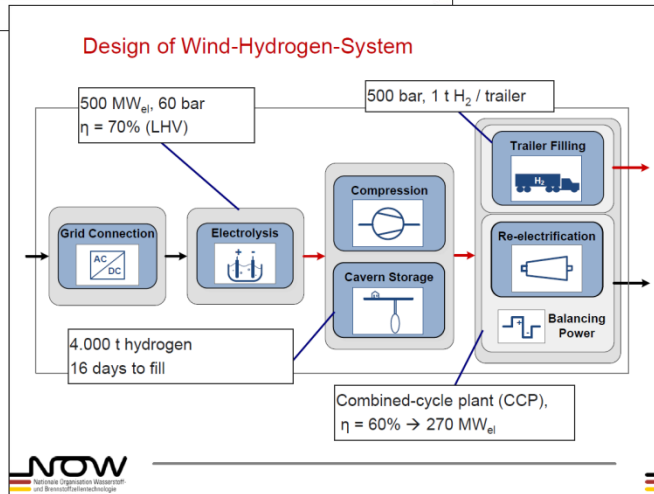 Design of Wind-Hydrogen-System
500 MWel, 60 bar
η = 70% (LHV)
500 bar, 1 t H2 / trailer
Trailer Filling
H2
Compression
Grid Connection
AC
DC
Electrolysis
+ -
Re-electrification
Cavern Storage
+
-
Balancing
Power
4.000 t hydrogen
16 days to fill
Combined-cycle plant (CCP),
η = 60% → 270 MWel
NOW
Nationale Organisation Wasserstoff-
und Brennstoffzellentechnologie